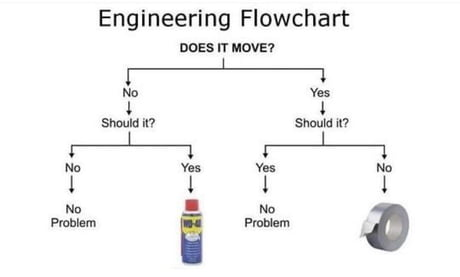 Engineering Flowchart
DOES IT MOVE?
No Yes
Should it? Should it?
No Yes Yes No
No
Problem
WD-40
No
Problem